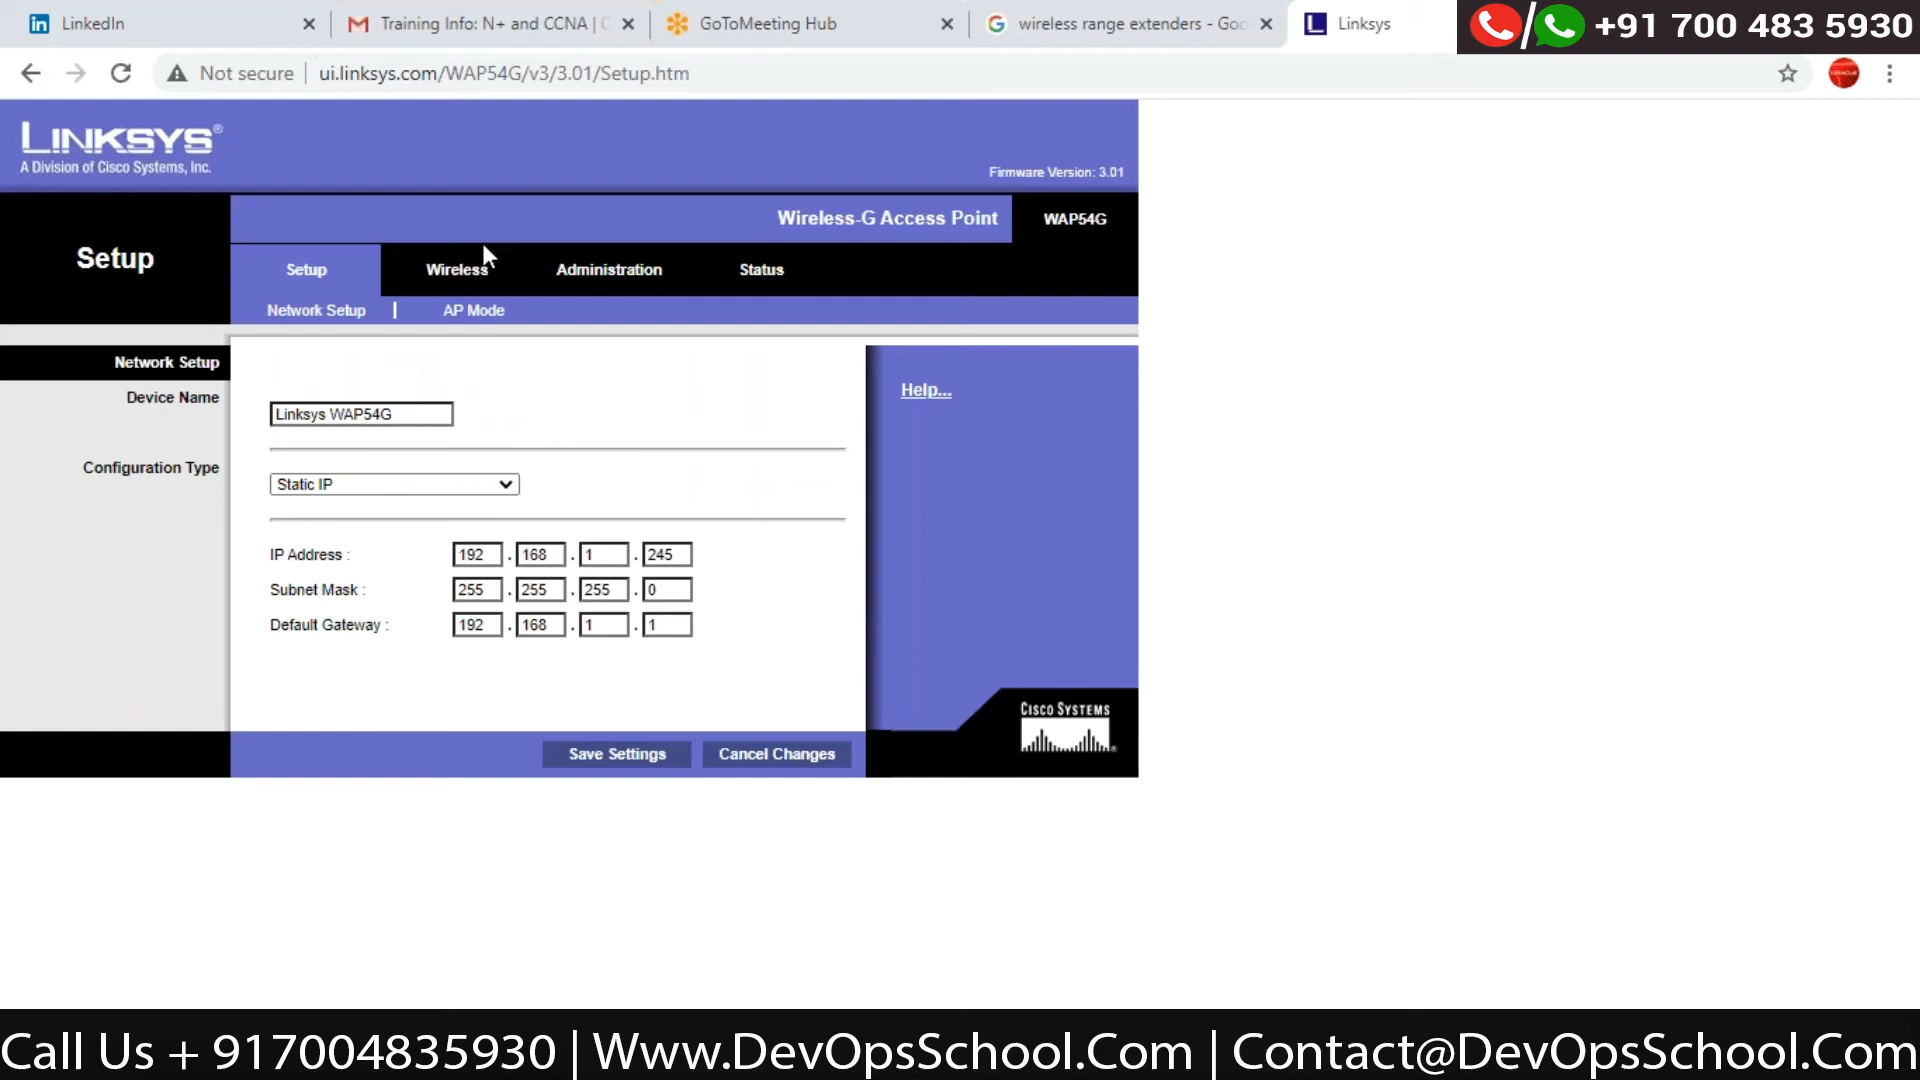 LinkedIn
Training Info: N+ and CCNA | C
GoToMeeting Hub
wireless range extenders - Goo
Linksys
+91 700 483 5930
Not secure
ui.linksys.com/WAP54G/v3/3.01/Setup.htm
LINKSYS®
A Division of Cisco Systems, Inc.
Firmware Version: 3.01
Wireless-G Access Point
WAP54G
Setup
Setup
Wireless
Administration
Status
Network Setup
AP Mode
Network Setup
Device Name
Linksys WAP54G
Help...
Configuration Type
Static IP
IP Address :
192 . 168 . 1 . 245
Subnet Mask :
255 . 255 . 255 . 0
Default Gateway :
192 . 168 . 1 . 1
CISCO SYSTEMS
Save Settings
Cancel Changes
Call Us + 917004835930 | Www.DevOpsSchool.Com | Contact@DevOpsSchool.Com